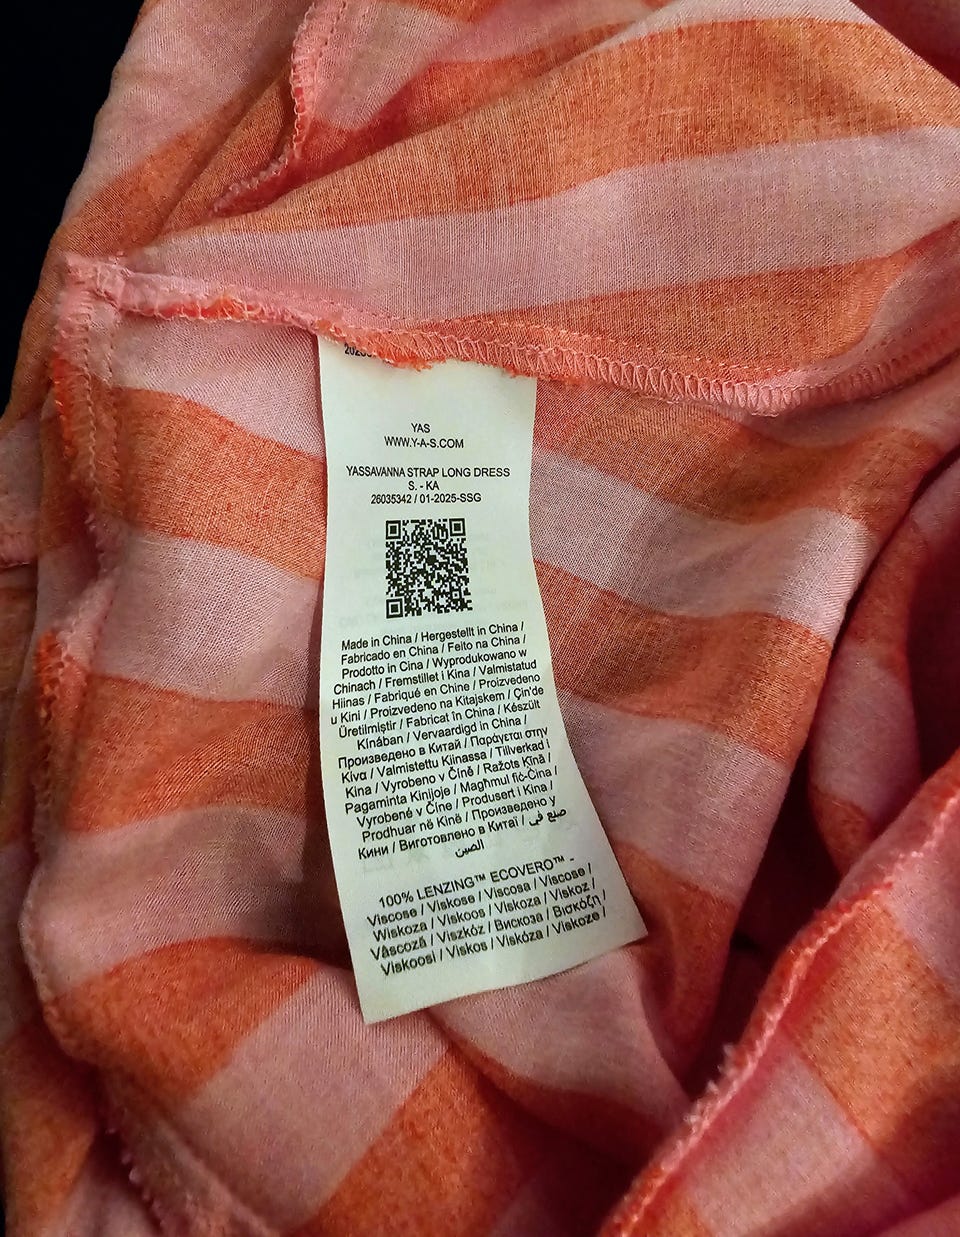 YAS
WWW.Y-A-S.COM
YASSAVANNA STRAP LONG DRESS
S. - KA
26035342 / 01-2025-SSG
Made in China / Hergestellt in China /
Fabricado en China / Feito na China /
Prodotto in Cina / Wyprodukowano w
Chinach / Fremstillet i Kina / Valmistatud
Hiinas / Fabriqué en Chine / Proizvedeno
u Kini / Proizvedeno na Kitajskem / Çin'de
Üretilmiştir / Fabricat în China / Készült
Kínában / Vervaardigd in China /
Произведено в Китай / Παράγεται στην
Κίνα / Valmistettu Kiinassa / Tillverkad i
Kina / Vyrobeno v Číně / Ražots Ķīnā /
Pagaminta Kinijoje / Maghmul fiċ-Ċina /
Vyrobené v Číne / Produsert i Kina /
Prodhuar në Kinë / Произведено у
Кини / Виготовлено в Китаї / صنع في
الصين
100% LENZING™ ECOVERO™ -
Viscose / Viskose / Viscosa / Viscose /
Wiskoza / Viskoos / Viskoza / Viskoz /
Vâscoză / Viszkóz / Вискоза / Βισκόζη /
Viskoosi / Viskos / Viskóza / Viskoze /